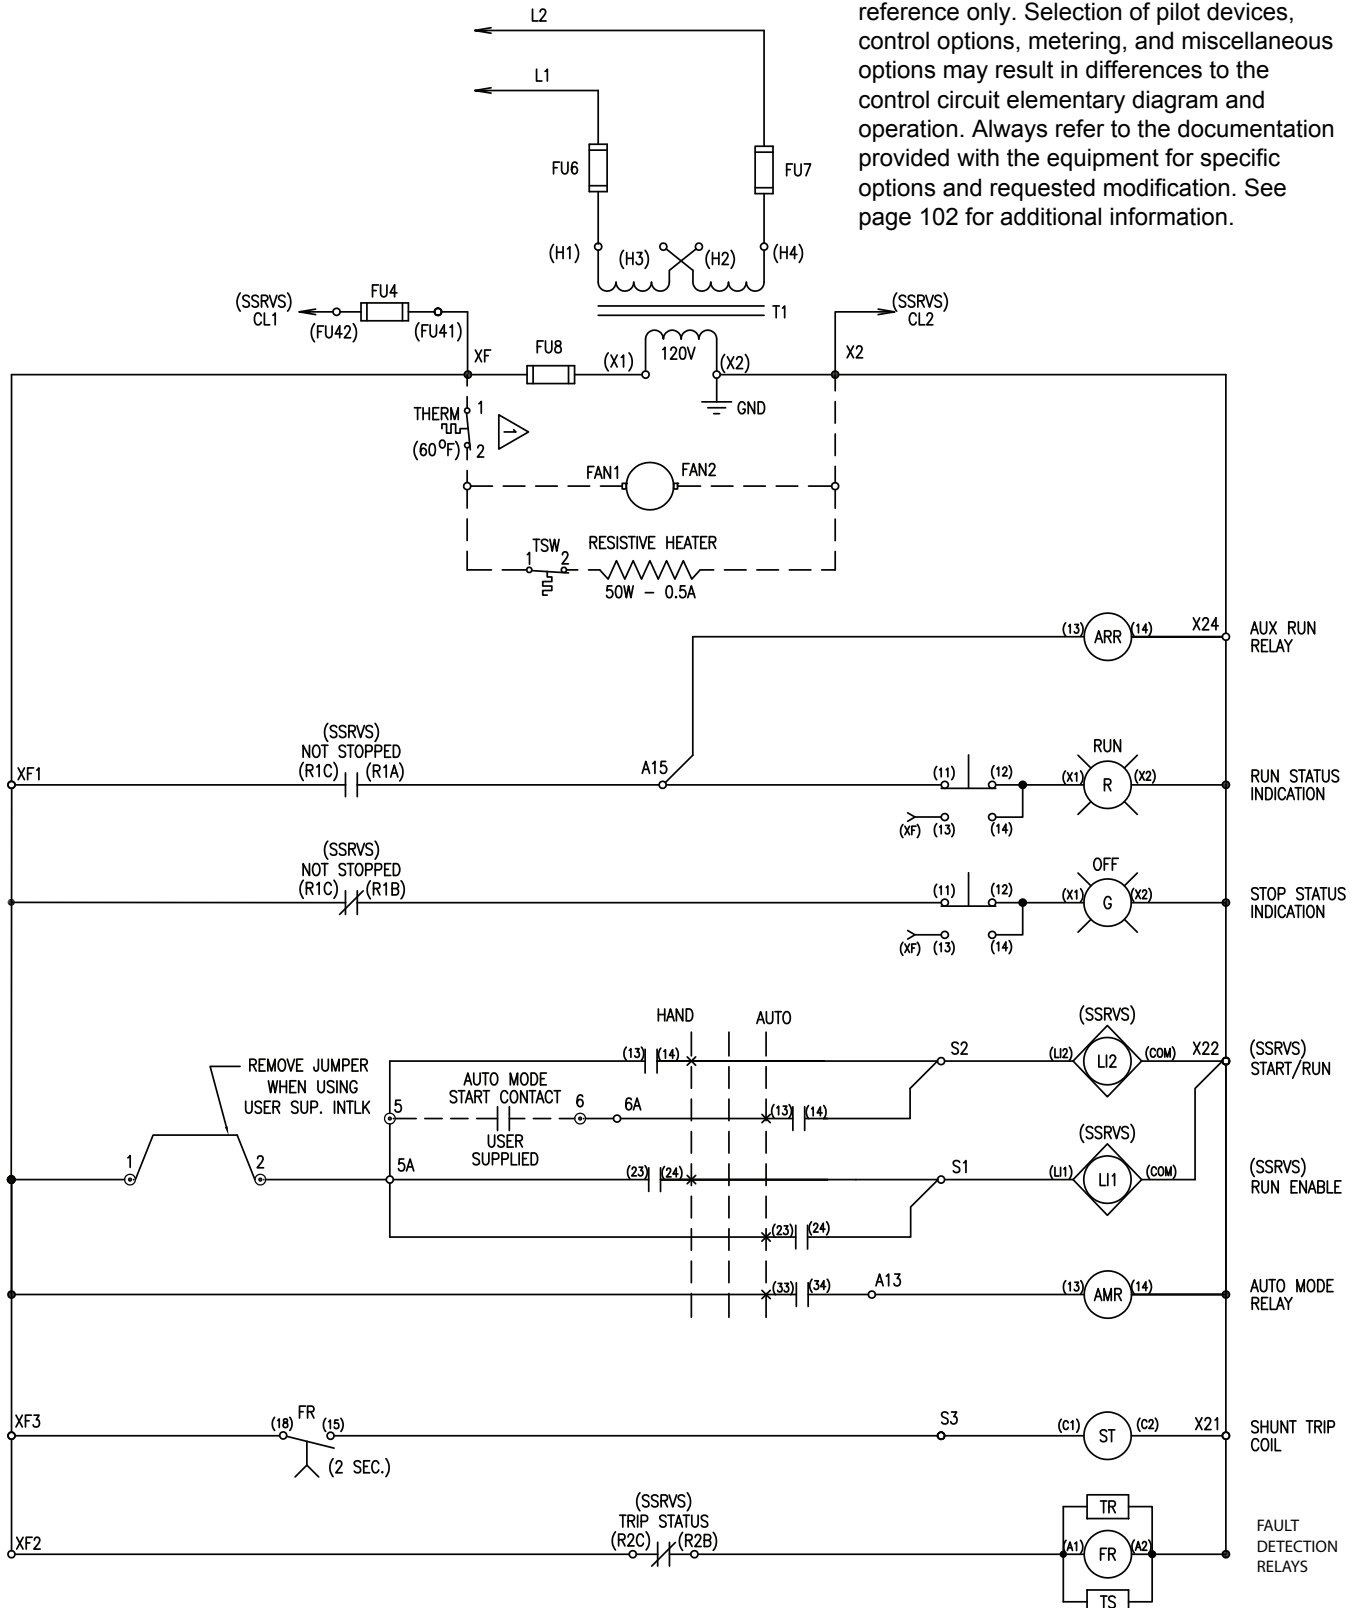 reference only. Selection of pilot devices,
control options, metering, and miscellaneous
options may result in differences to the
control circuit elementary diagram and
operation. Always refer to the documentation
provided with the equipment for specific
options and requested modification. See
page 102 for additional information.
L2
L1
FU6
FU7
(H1)
(H3)
(H2)
(H4)
T1
(SSRVS)
CL1
(FU42)
FU4
(FU41)
(SSRVS)
CL2
XF
FU8
(X1)
120V
(X2)
X2
GND
THERM
1
(60°F)
2
1
FAN1
FAN2
TSW
1
2
RESISTIVE HEATER
50W - 0.5A
(13)
ARR
(14)
X24
AUX RUN
RELAY
XF1
(SSRVS)
NOT STOPPED
(R1C)
(R1A)
A15
(11)
(12)
(XF)
(13)
(14)
RUN
(X1)
R
(X2)
RUN STATUS
INDICATION
(SSRVS)
NOT STOPPED
(R1C)
(R1B)
(11)
(12)
(XF)
(13)
(14)
OFF
(X1)
G
(X2)
STOP STATUS
INDICATION
HAND
AUTO
REMOVE JUMPER
WHEN USING
USER SUP. INTLK
(13)
(14)
S2
(SSRVS)
(LI2)
LI2
(COM)
X22
(SSRVS)
START/RUN
5
AUTO MODE
START CONTACT
USER
SUPPLIED
6
6A
(13)
(14)
1
2
5A
(23)
(24)
S1
(SSRVS)
(LI1)
LI1
(COM)
(SSRVS)
RUN ENABLE
(23)
(24)
(33)
(34)
A13
(13)
AMR
(14)
AUTO MODE
RELAY
XF3
(18)
FR
(15)
(2 SEC.)
S3
(C1)
ST
(C2)
X21
SHUNT TRIP
COIL
XF2
(SSRVS)
TRIP STATUS
(R2C)
(R2B)
TR
(A1)
FR
(A2)
TS
FAULT
DETECTION
RELAYS